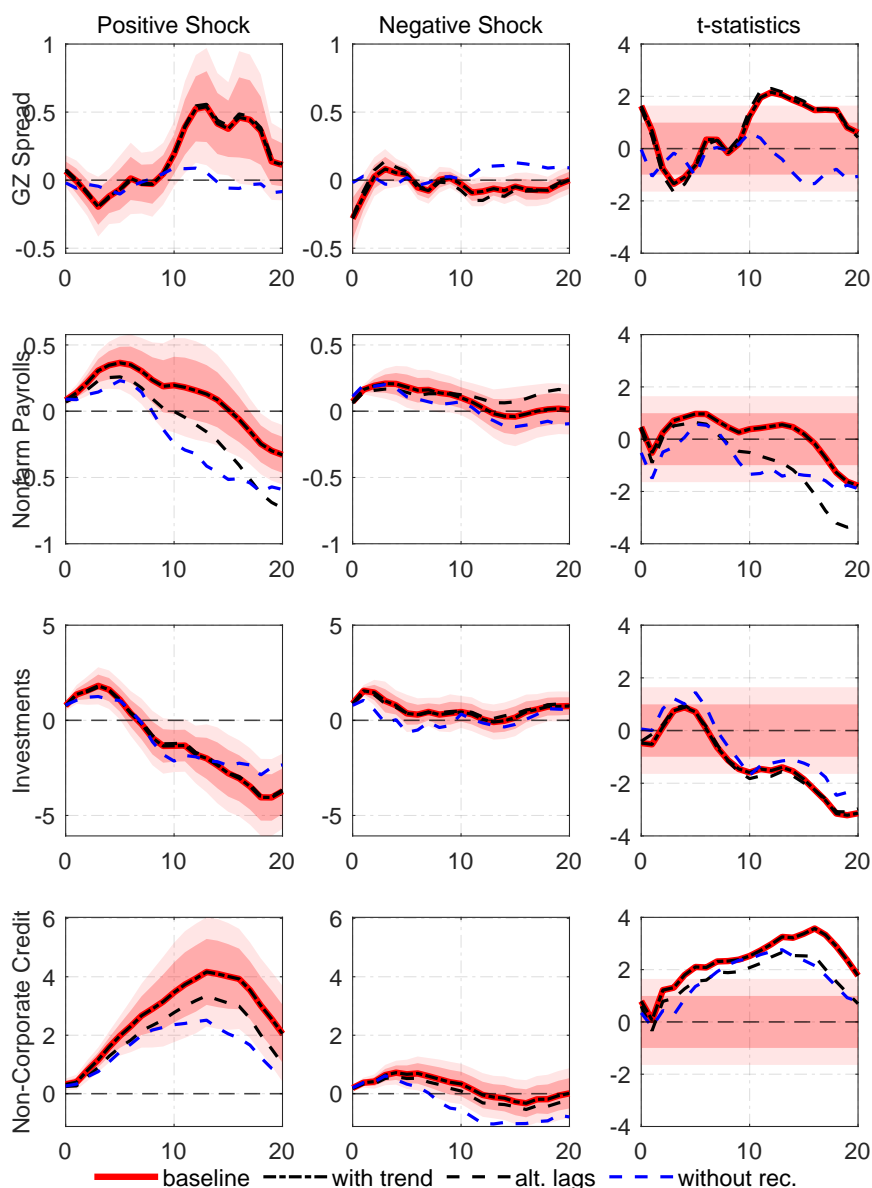 Positive Shock Negative Shock t-statistics
GZ Spread
1
0.5
0
-0.5
0 10 20
1
0.5
0
-0.5
0 10 20
4
2
0
-2
-4
0 10 20
Nonfarm Payrolls
0.5
0
-0.5
-1
0 10 20
0.5
0
-0.5
-1
0 10 20
4
2
0
-2
-4
0 10 20
Investments
5
0
-5
0 10 20
5
0
-5
0 10 20
4
2
0
-2
-4
0 10 20
Non-Corporate Credit
6
4
2
0
0 10 20
6
4
2
0
0 10 20
4
2
0
-2
-4
0 10 20
baseline with trend alt. lags without rec.